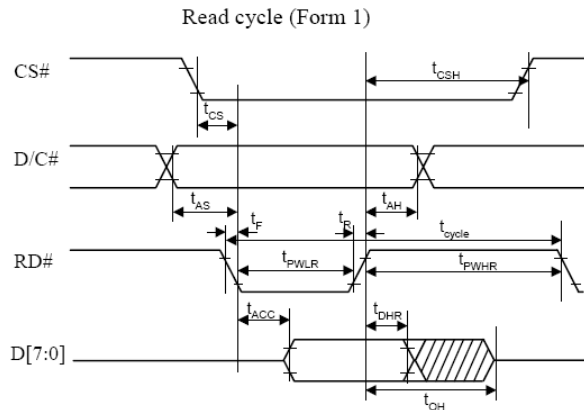 Read cycle (Form 1)
CS#
tCSH
tCS
D/C#
tAS
tAH
tF
tR
tcycle
RD#
tPWLR
tPWHR
tACC
tDHR
D[7:0]
tOH